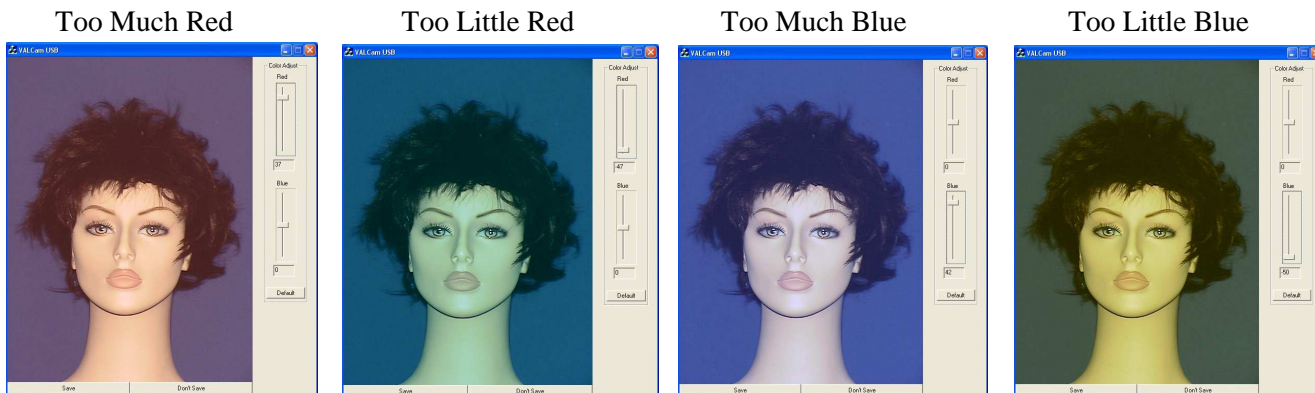 Too Much Red
Too Little Red
Too Much Blue
Too Little Blue
VALCam USB
Color Adjust
Red
37
Blue
0
Default
Save
Don't Save
VALCam USB
Color Adjust
Red
-47
Blue
0
Default
Save
Don't Save
VALCam USB
Color Adjust
Red
0
Blue
42
Default
Save
Don't Save
VALCam USB
Color Adjust
Red
0
Blue
-50
Default
Save
Don't Save